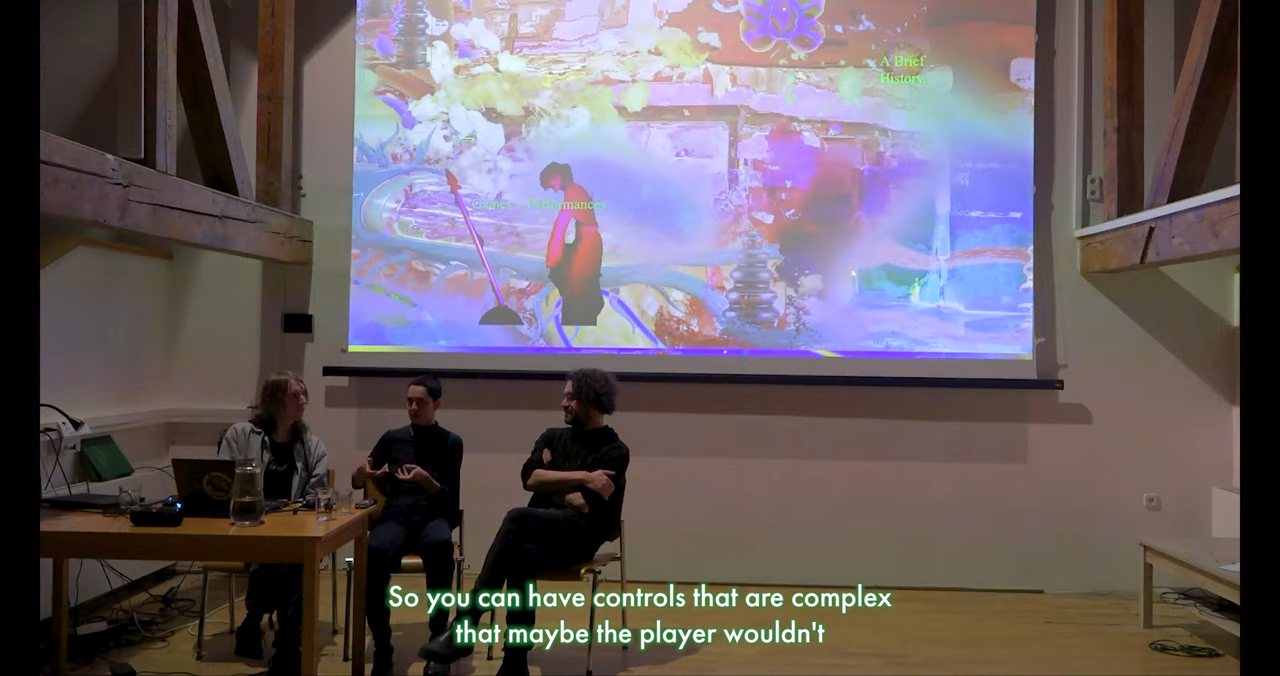 A Brief
History
Games Performances
So you can have controls that are complex
that maybe the player wouldn't